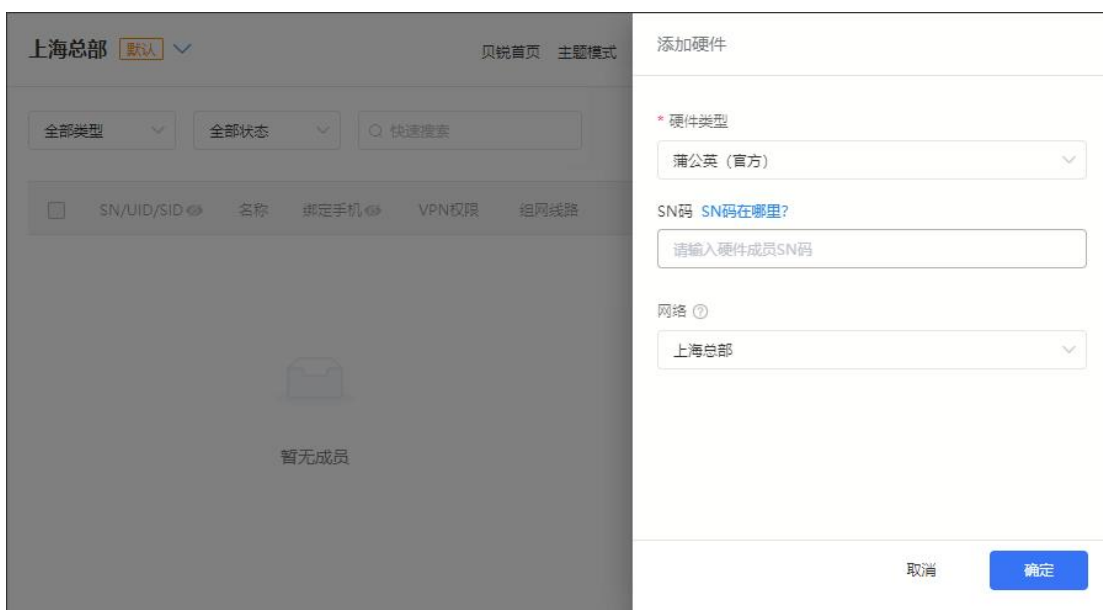 上海总部 默认
贝锐首页 主题模式
全部类型
全部状态
快速搜索
SN/UID/SID 名称 绑定手机 VPN权限 组网线路
暂无成员
添加硬件
* 硬件类型
蒲公英（官方）
SN码 SN码在哪里?
请输入硬件成员SN码
网络 ?
上海总部
取消 确定